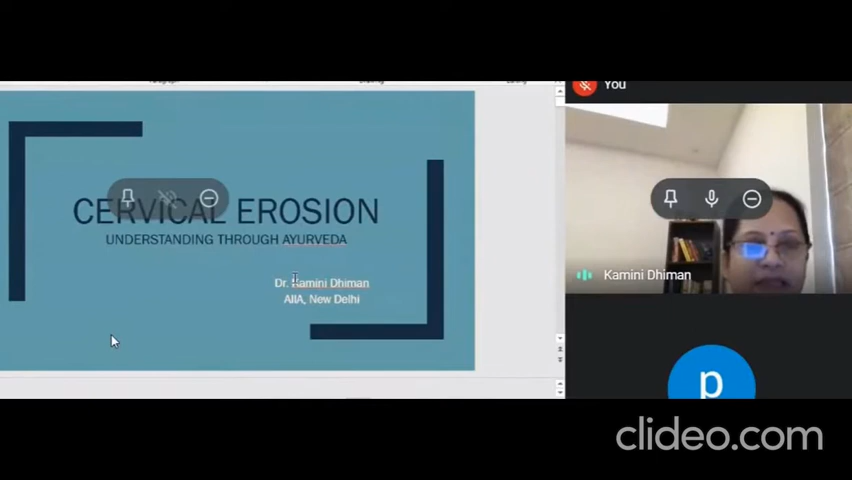 You
CERVICAL EROSION
UNDERSTANDING THROUGH AYURVEDA
Dr. Kamini Dhiman
AIIA, New Delhi
Kamini Dhiman
p
clideo.com